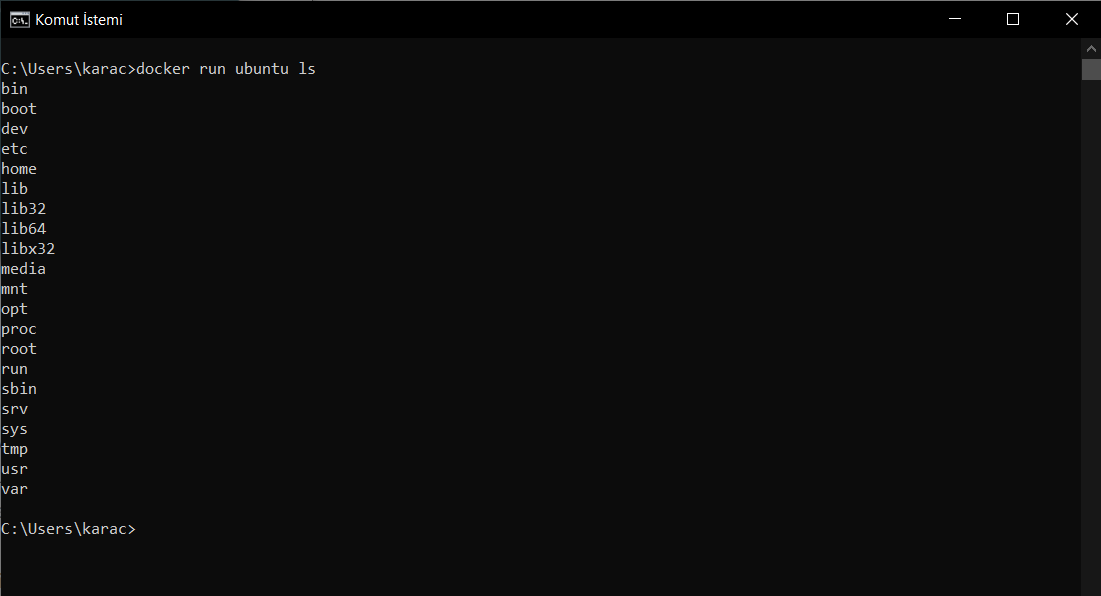 Komut İstemi
C:\Users\karac>docker run ubuntu ls
bin
boot
dev
etc
home
lib
lib32
lib64
libx32
media
mnt
opt
proc
root
run
sbin
srv
sys
tmp
usr
var
C:\Users\karac>